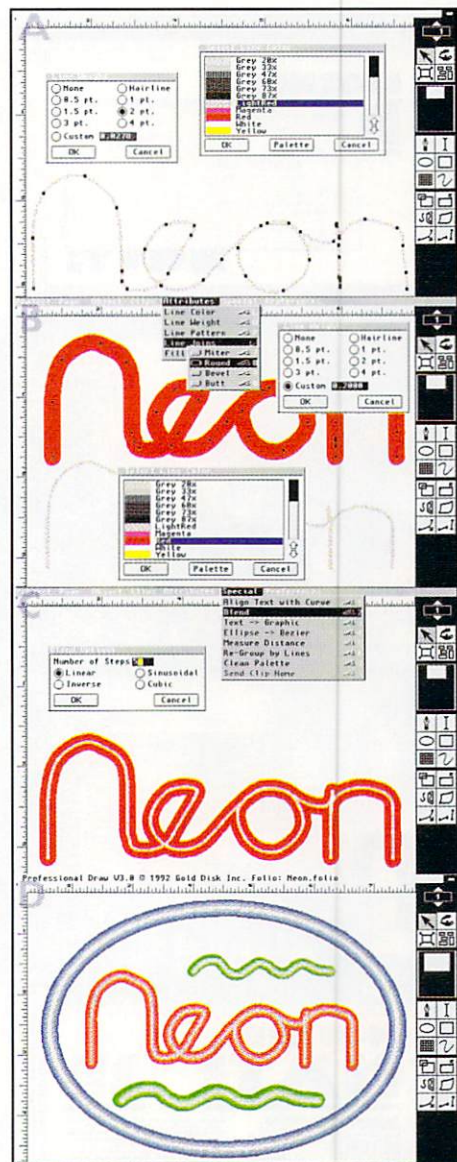 A
Grey 20%
Grey 33%
Grey 47%
Grey 60%
Grey 73%
Grey 87%
LightRed
Magenta
Red
White
Yellow
OK Palette Cancel
None Hairline
0.5 pt. 1 pt.
1.5 pt. 2 pt.
3 pt. 4 pt.
Custom
OK Cancel
Neon
B
Attributes
Line Color
Line Weight
Line Pattern
Line Joins
Fill Miter
Round
Bevel
Butt
None Hairline
0.5 pt. 1 pt.
1.5 pt. 2 pt.
3 pt. 4 pt.
Custom 0.2000
OK Cancel
Neon
Grey 20%
Grey 33%
Grey 47%
Grey 60%
Grey 73%
Grey 87%
LightRed
Magenta
Red
White
Yellow
OK Palette Cancel
C
Special
Align Text with Curve
Blend
Text -> Graphic
Ellipse -> Bezier
Measure Distance
Re-Group by Lines
Clean Palette
Send Clip Home
Number of Steps
Linear Sinusoidal
Inverse Cubic
OK Cancel
Neon
Professional Draw V3.0 © 1992 Gold Disk Inc. Folio: Neon.folio
D
Neon